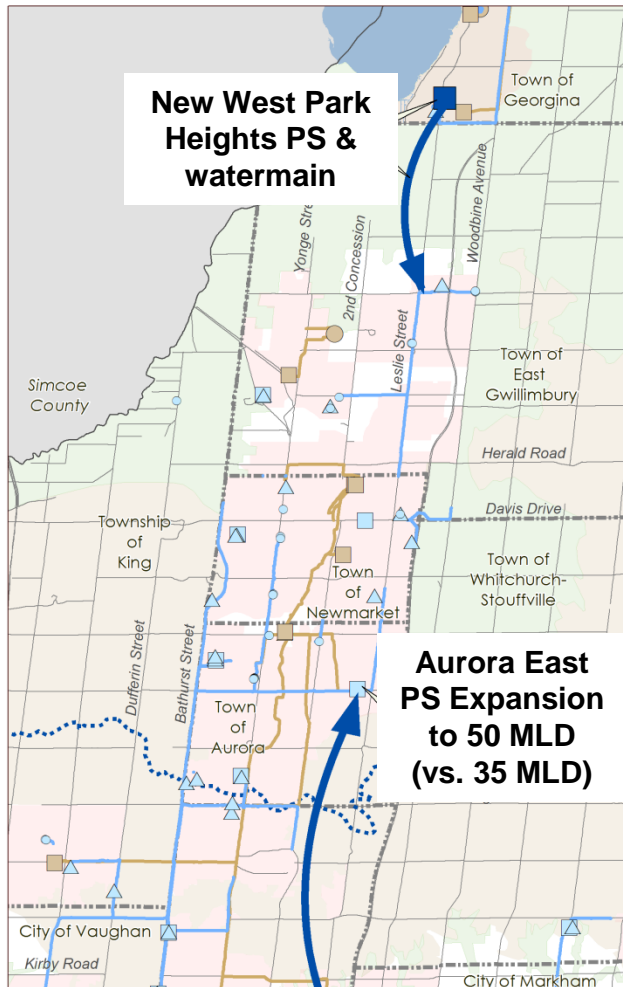 Town of
Georgina
New West Park
Heights PS &
watermain
Woodbine Avenue
2nd Concession
Leslie Street
Simcoe
County
Town of
East
Gwillimbury
Herald Road
Davis Drive
Township
of
King
Town of
Whitchurch-
Stouffville
Town
of
Newmarket
Dufferin Street
Bathurst Street
Aurora East
PS Expansion
to 50 MLD
(vs. 35 MLD)
Town
of
Aurora
City of Vaughan
Kirby Road
City of Markham